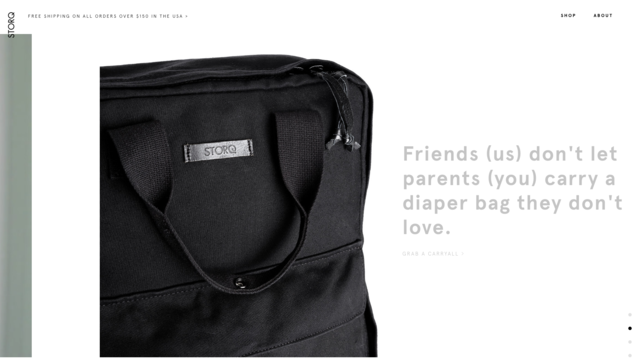 STORQ
FREE SHIPPING ON ALL ORDERS OVER $150 IN THE USA >
SHOP
ABOUT
STORQ
Friends (us) don't let
parents (you) carry a
diaper bag they don't
love.
GRAB A CARRYALL >